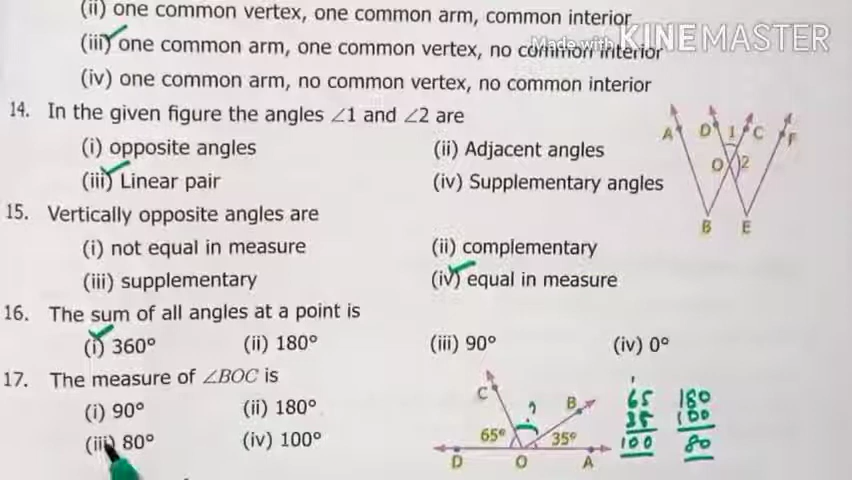 (ii) one common vertex, one common arm, common interior
(iii) one common arm, one common vertex, no common interior
Made with KINEMASTER
(iv) one common arm, no common vertex, no common interior
14. In the given figure the angles ∠1 and ∠2 are
(i) opposite angles (ii) Adjacent angles
(iii) Linear pair (iv) Supplementary angles
A D 1 C F
O 2
B E
15. Vertically opposite angles are
(i) not equal in measure (ii) complementary
(iii) supplementary (iv) equal in measure
16. The sum of all angles at a point is
(i) 360° (ii) 180° (iii) 90° (iv) 0°
17. The measure of ∠BOC is
(i) 90° (ii) 180°
(iii) 80° (iv) 100°
C ? B
65° 35°
D O A
1
65 180
35 100
100 80